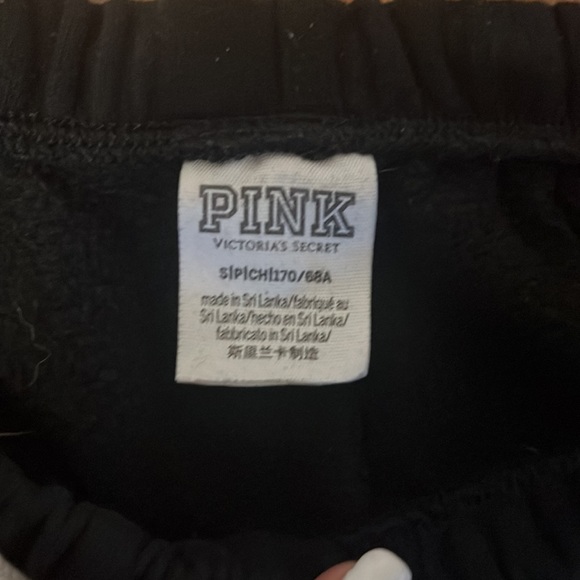 PINK
VICTORIA'S SECRET
S|P|CH|170/68A
made in Sri Lanka/fabriqué au
Sri Lanka/hecho en Sri Lanka/
fabbricato in Sri Lanka/
斯里兰卡制造